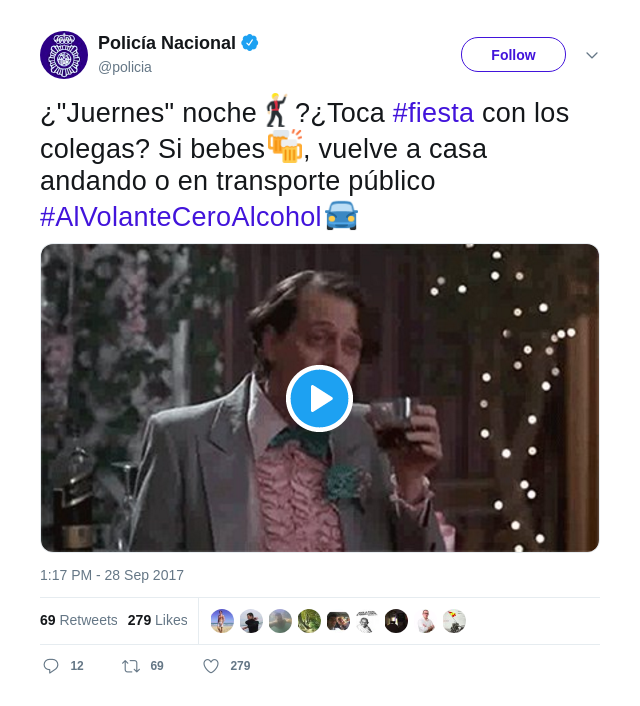 Policía Nacional
@policia
Follow
¿"Juernes" noche🕺?¿Toca #fiesta con los
colegas? Si bebes🍻, vuelve a casa
andando o en transporte público
#AlVolanteCeroAlcohol🚘
1:17 PM - 28 Sep 2017
69 Retweets 279 Likes
12 69 279